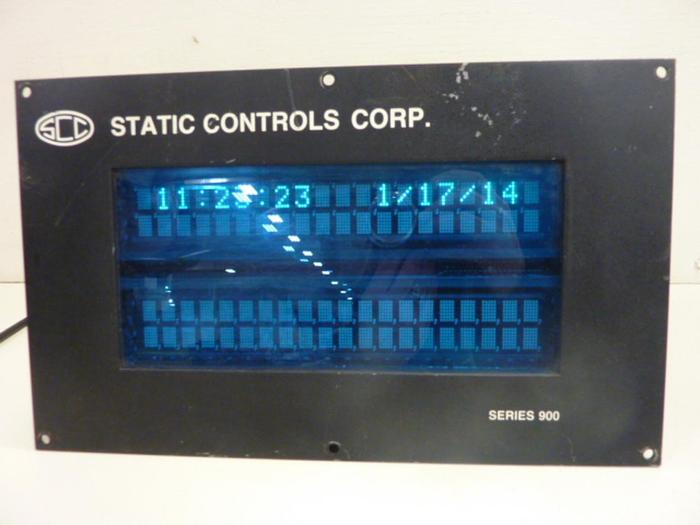 SCC
STATIC CONTROLS CORP.
1/17/14
SERIES 900